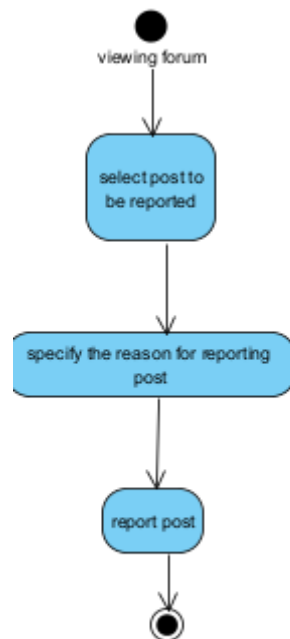 viewing forum
select post to
be reported
specify the reason for reporting
post
report post